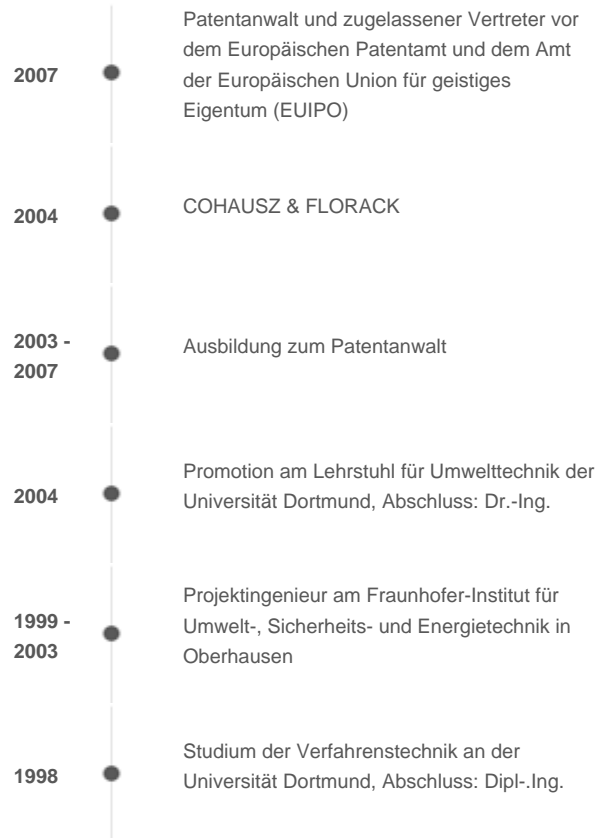 Patentanwalt und zugelassener Vertreter vor
dem Europäischen Patentamt und dem Amt
2007
der Europäischen Union für geistiges
Eigentum (EUIPO)
2004
COHAUSZ & FLORACK
2003 -
2007
Ausbildung zum Patentanwalt
2004
Promotion am Lehrstuhl für Umwelttechnik der
Universität Dortmund, Abschluss: Dr.-Ing.
1999 -
2003
Projektingenieur am Fraunhofer-Institut für
Umwelt-, Sicherheits- und Energietechnik in
Oberhausen
1998
Studium der Verfahrenstechnik an der
Universität Dortmund, Abschluss: Dipl-.Ing.